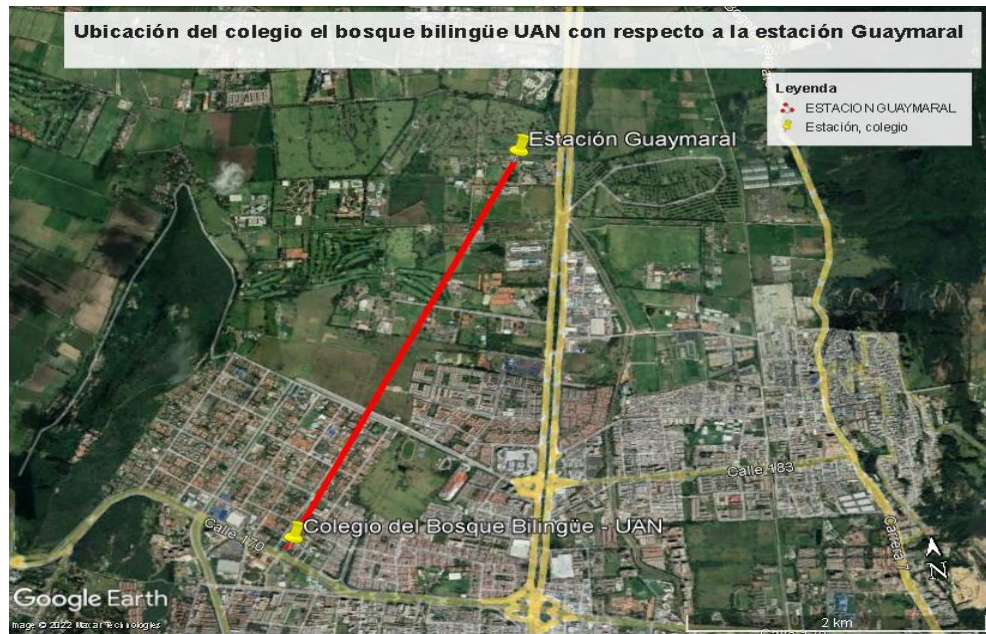 Ubicación del colegio el bosque bilingüe UAN con respecto a la estación Guaymaral
Leyenda
ESTACION GUAYMARAL
Estación, colegio
Estación Guaymaral
Calle 183
Colegio del Bosque Bilingüe - UAN
Calle 170
Carrera 7
N
Google Earth
Image © 2022 Maxar Technologies
2 km